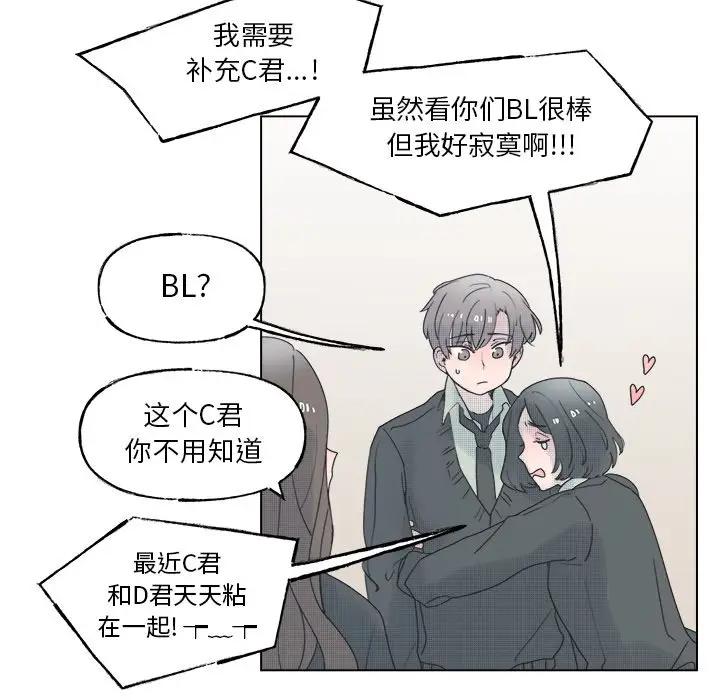 我需要
补充C君...!
虽然看你们BL很棒
但我好寂寞啊!!!
BL?
这个C君
你不用知道
最近C君
和D君天天粘
在一起! ┭﹏┮